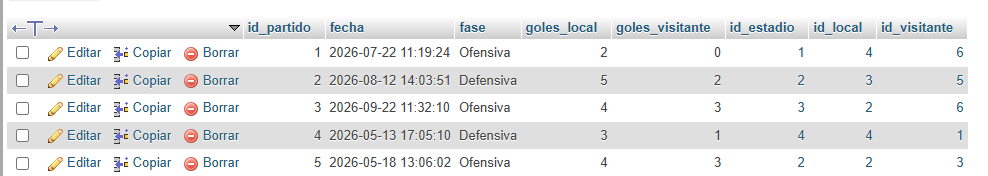 id_partido fecha fase goles_local goles_visitante id_estadio id_local id_visitante
Editar Copiar Borrar 1 2026-07-22 11:19:24 Ofensiva 2 0 1 4 6
Editar Copiar Borrar 2 2026-08-12 14:03:51 Defensiva 5 2 2 3 5
Editar Copiar Borrar 3 2026-09-22 11:32:10 Ofensiva 4 3 3 2 6
Editar Copiar Borrar 4 2026-05-13 17:05:10 Defensiva 3 1 4 4 1
Editar Copiar Borrar 5 2026-05-18 13:06:02 Ofensiva 4 3 2 2 3